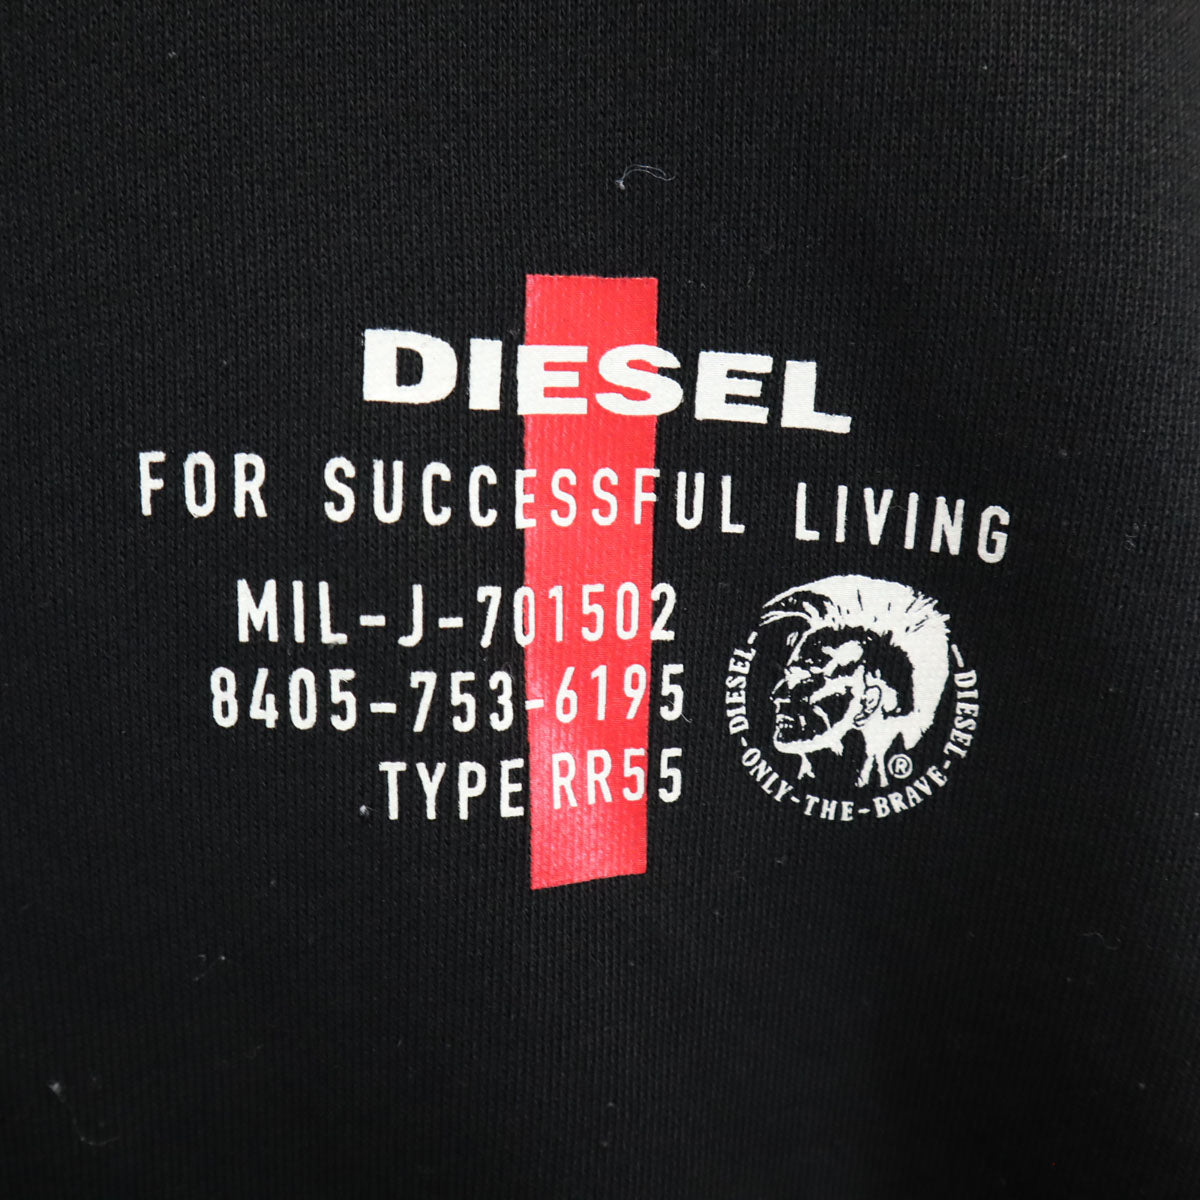 DIESEL
FOR SUCCESSFUL LIVING
MIL-J-701502
8405-753-6195
TYPE RR55
-DIESEL-ONLY-THE-BRAVE-DIESEL-
®